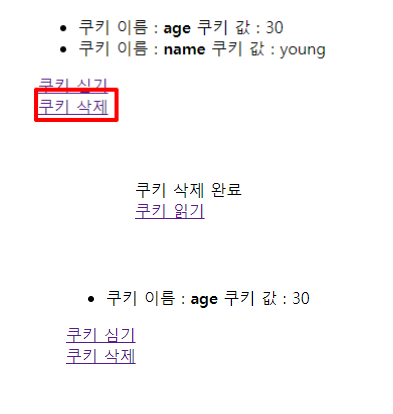 쿠키 이름 : age 쿠키 값 : 30
쿠키 이름 : name 쿠키 값 : young
쿠키 심기
쿠키 삭제
쿠키 삭제 완료
쿠키 읽기
쿠키 이름 : age 쿠키 값 : 30
쿠키 심기
쿠키 삭제